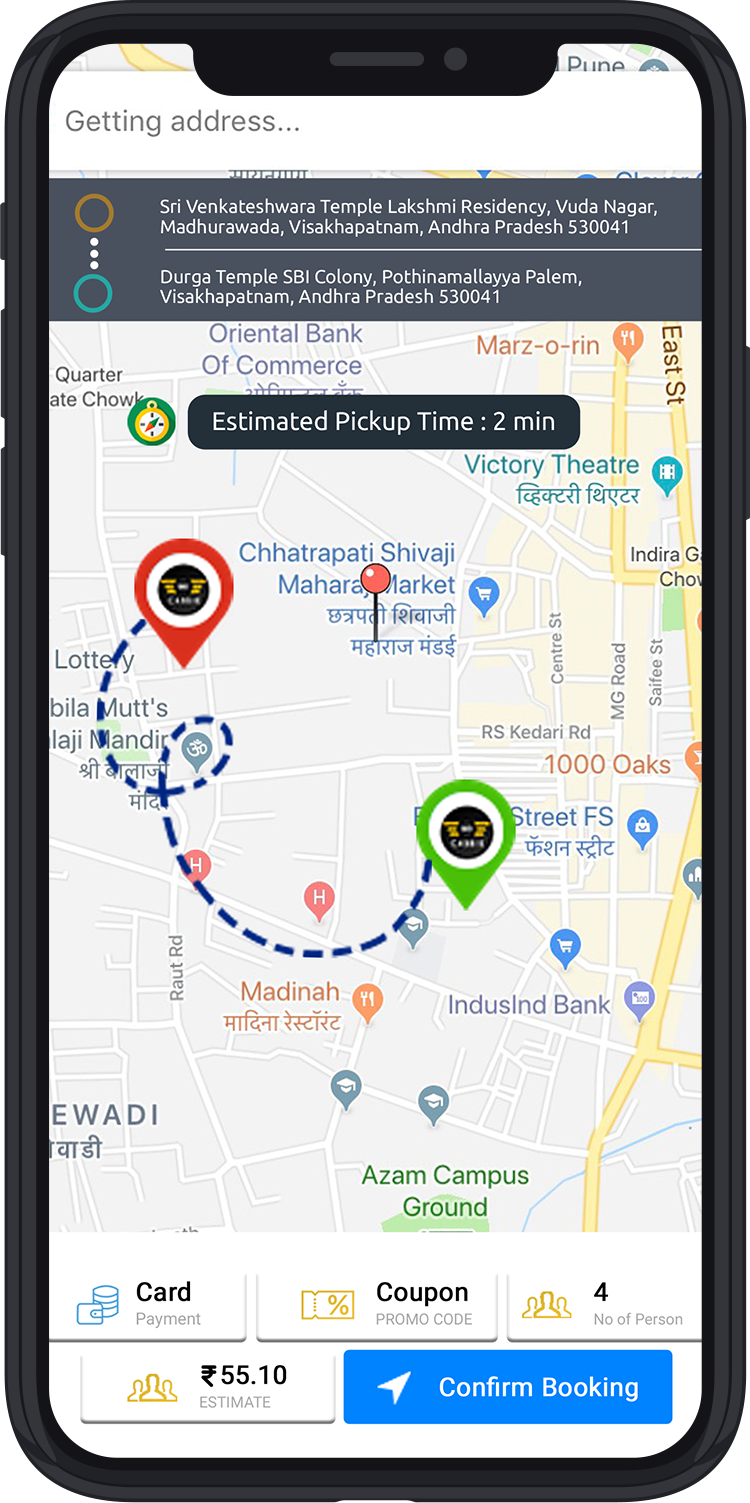 Pune
Getting address...
Sri Venkateshwara Temple Lakshmi Residency, Vuda Nagar,
Madhurawada, Visakhapatnam, Andhra Pradesh 530041
Durga Temple SBI Colony, Pothinamallayya Palem,
Visakhapatnam, Andhra Pradesh 530041
Oriental Bank
Of Commerce
Marz-o-rin
East St
Quarter
ate Chowk
Estimated Pickup Time : 2 min
Victory Theatre
व्हिक्टरी थिएटर
Chhatrapati Shivaji
Maharaj Market
छत्रपती शिवाजी
महाराज मंडई
Indira Ga
Chow
CABBIE
Lottery
Centre St
MG Road
Saifee St
bila Mutt's
laji Mandir
श्री बालाजी
मंदि
ॐ
RS Kedari Rd
1000 Oaks
CABBIE
Street FS
फॅशन स्ट्रीट
H
H
Raut Rd
Madinah
मादिना रेस्टॉरंट
IndusInd Bank
100
EWADI
वाडी
Azam Campus
Ground
Card
Payment
Coupon
PROMO CODE
4
No of Person
₹55.10
ESTIMATE
Confirm Booking